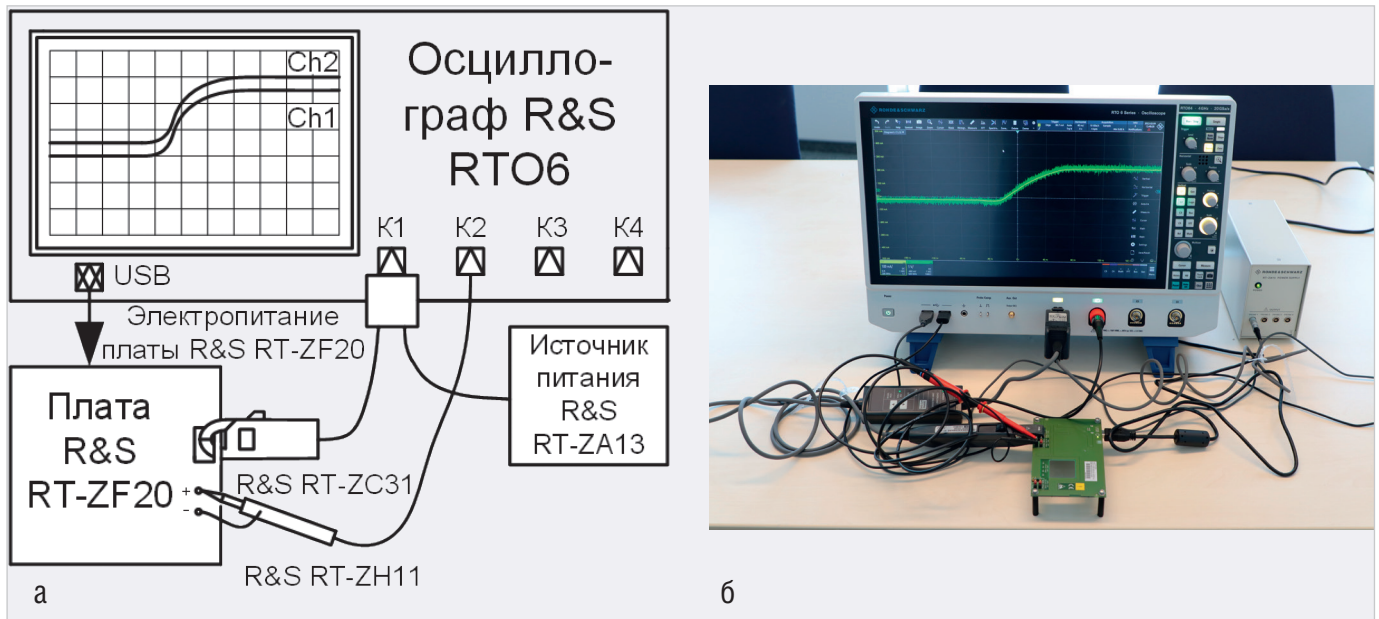 Ch2
Ch1
Осцилло-
граф R&S
RTO6
К1
К2
К3
К4
USB
Электропитание
платы R&S RT-ZF20
Плата
R&S
RT-ZF20
+
-
R&S RT-ZC31
R&S RT-ZH11
Источник
питания
R&S
RT-ZA13
а
ROHDE&SCHWARZ
RTO 6 Series
Oscilloscope
ROHDE&SCHWARZ
б